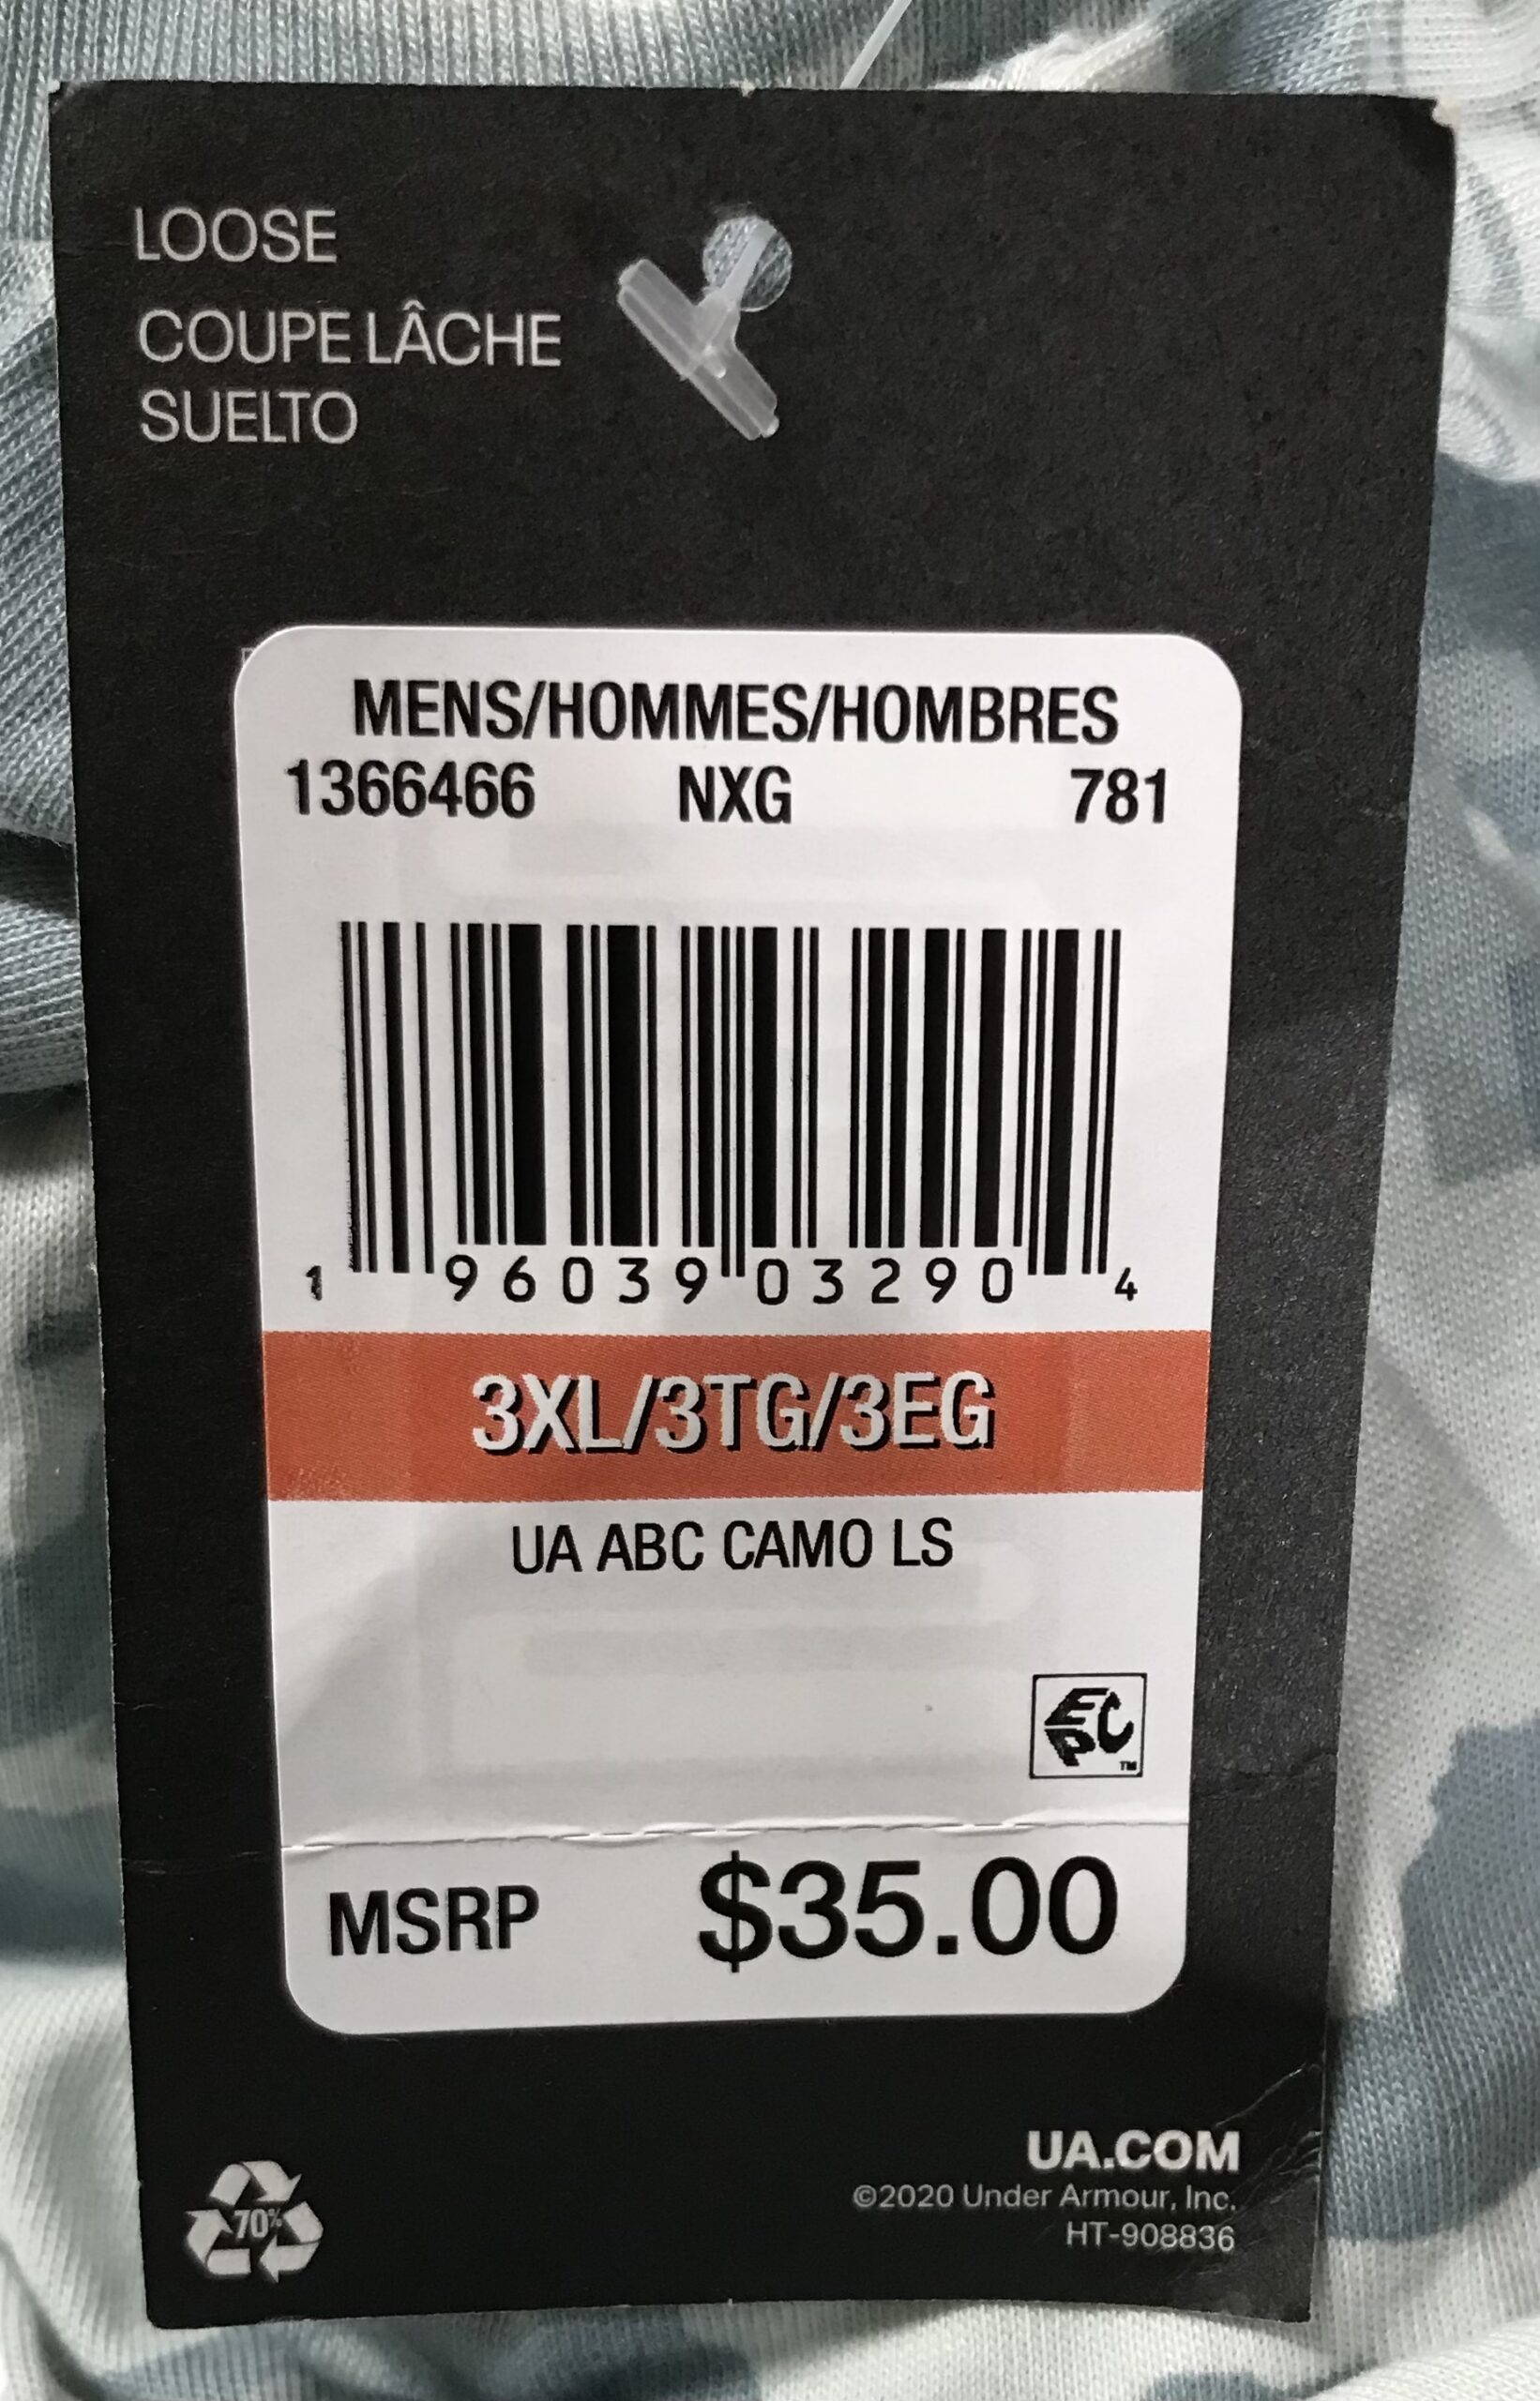 LOOSE
COUPE LÂCHE
SUELTO
MENS/HOMMES/HOMBRES
1366466 NXG 781
1 96039 03290 4
3XL/3TG/3EG
UA ABC CAMO LS
EPC TM
MSRP $35.00
UA.COM
©2020 Under Armour, Inc.
HT-908836
70%